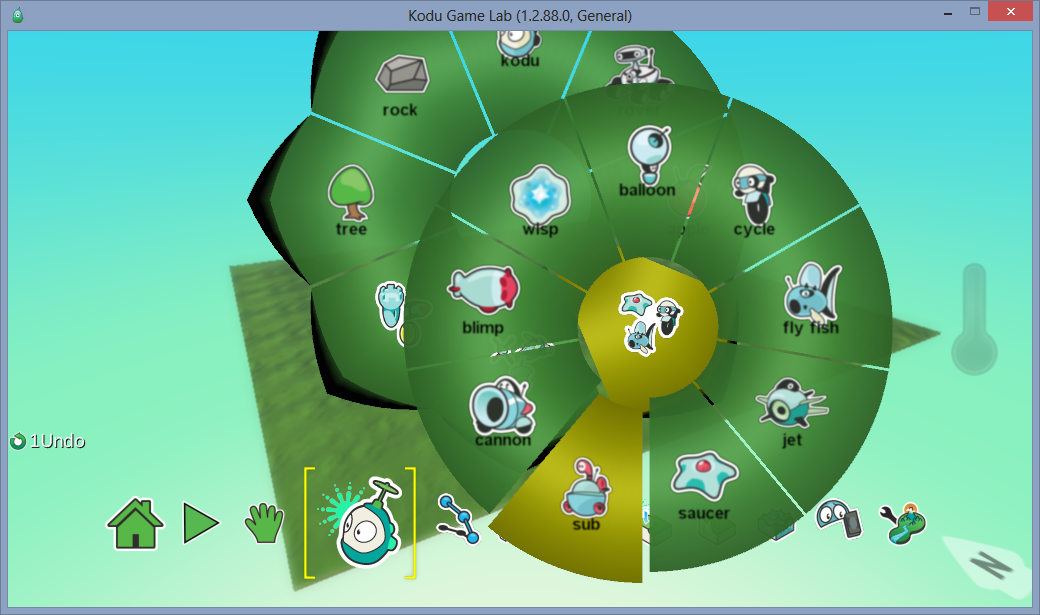 Kodu Game Lab (1.2.88.0, General)
kodu
rock
balloon
tree
wisp
cycle
blimp
fly fish
cannon
jet
1Undo
sub
saucer
N